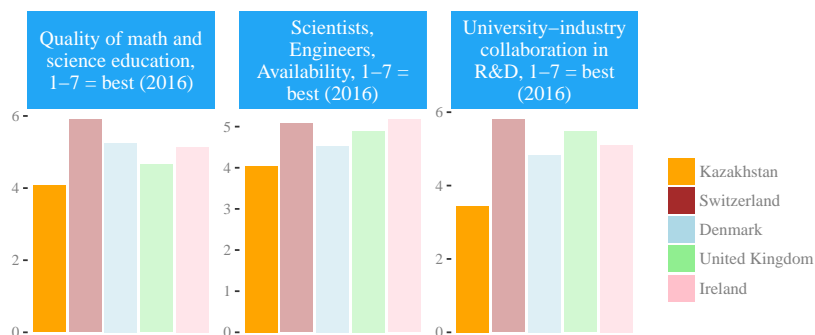 Quality of math and
science education,
1−7 = best (2016)
6
4
2
0
Scientists,
Engineers,
Availability, 1−7 =
best (2016)
5
4
3
2
1
0
University−industry
collaboration in
R&D, 1−7 = best
(2016)
6
4
2
0
Kazakhstan
Switzerland
Denmark
United Kingdom
Ireland